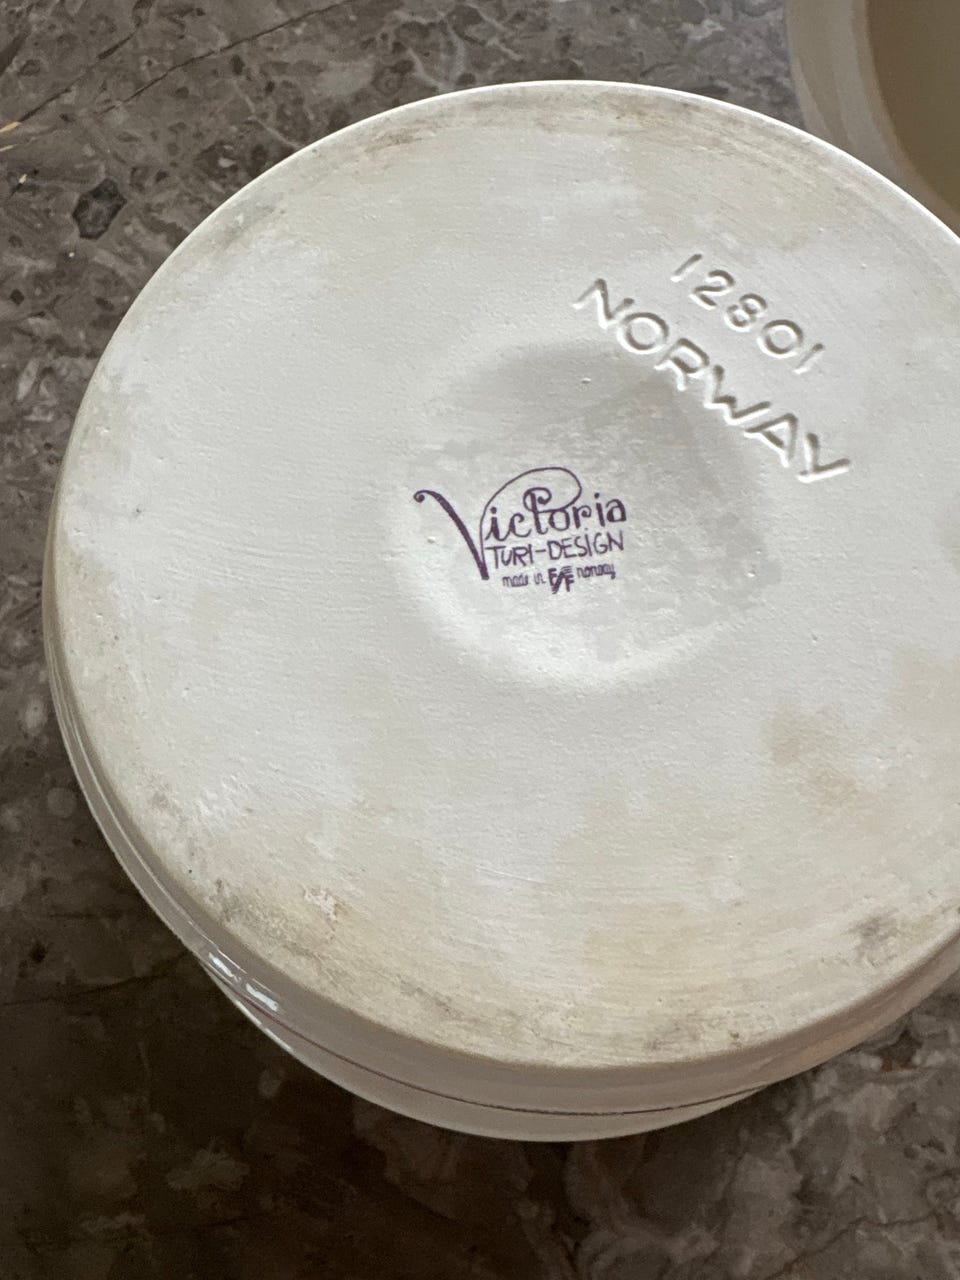 12801
NORWAY
Victoria
TURI-DESIGN
made in F/F norway